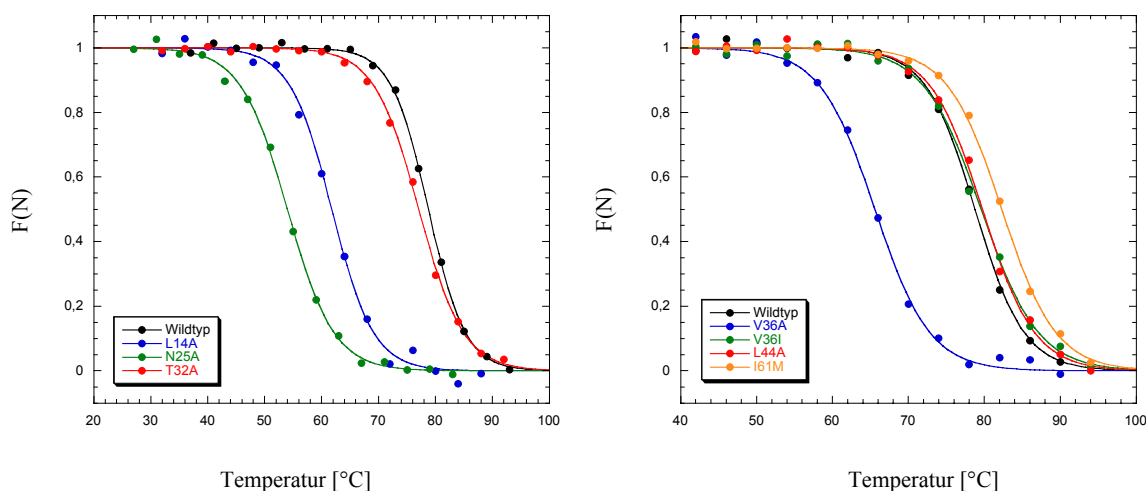 F(N)
1
0,8
0,6
0,4
0,2
0
Wildtyp
L14A
N25A
T32A
20 30 40 50 60 70 80 90 100
Temperatur [°C]
F(N)
1
0,8
0,6
0,4
0,2
0
Wildtyp
V36A
V36I
L44A
I61M
40 50 60 70 80 90 100
Temperatur [°C]